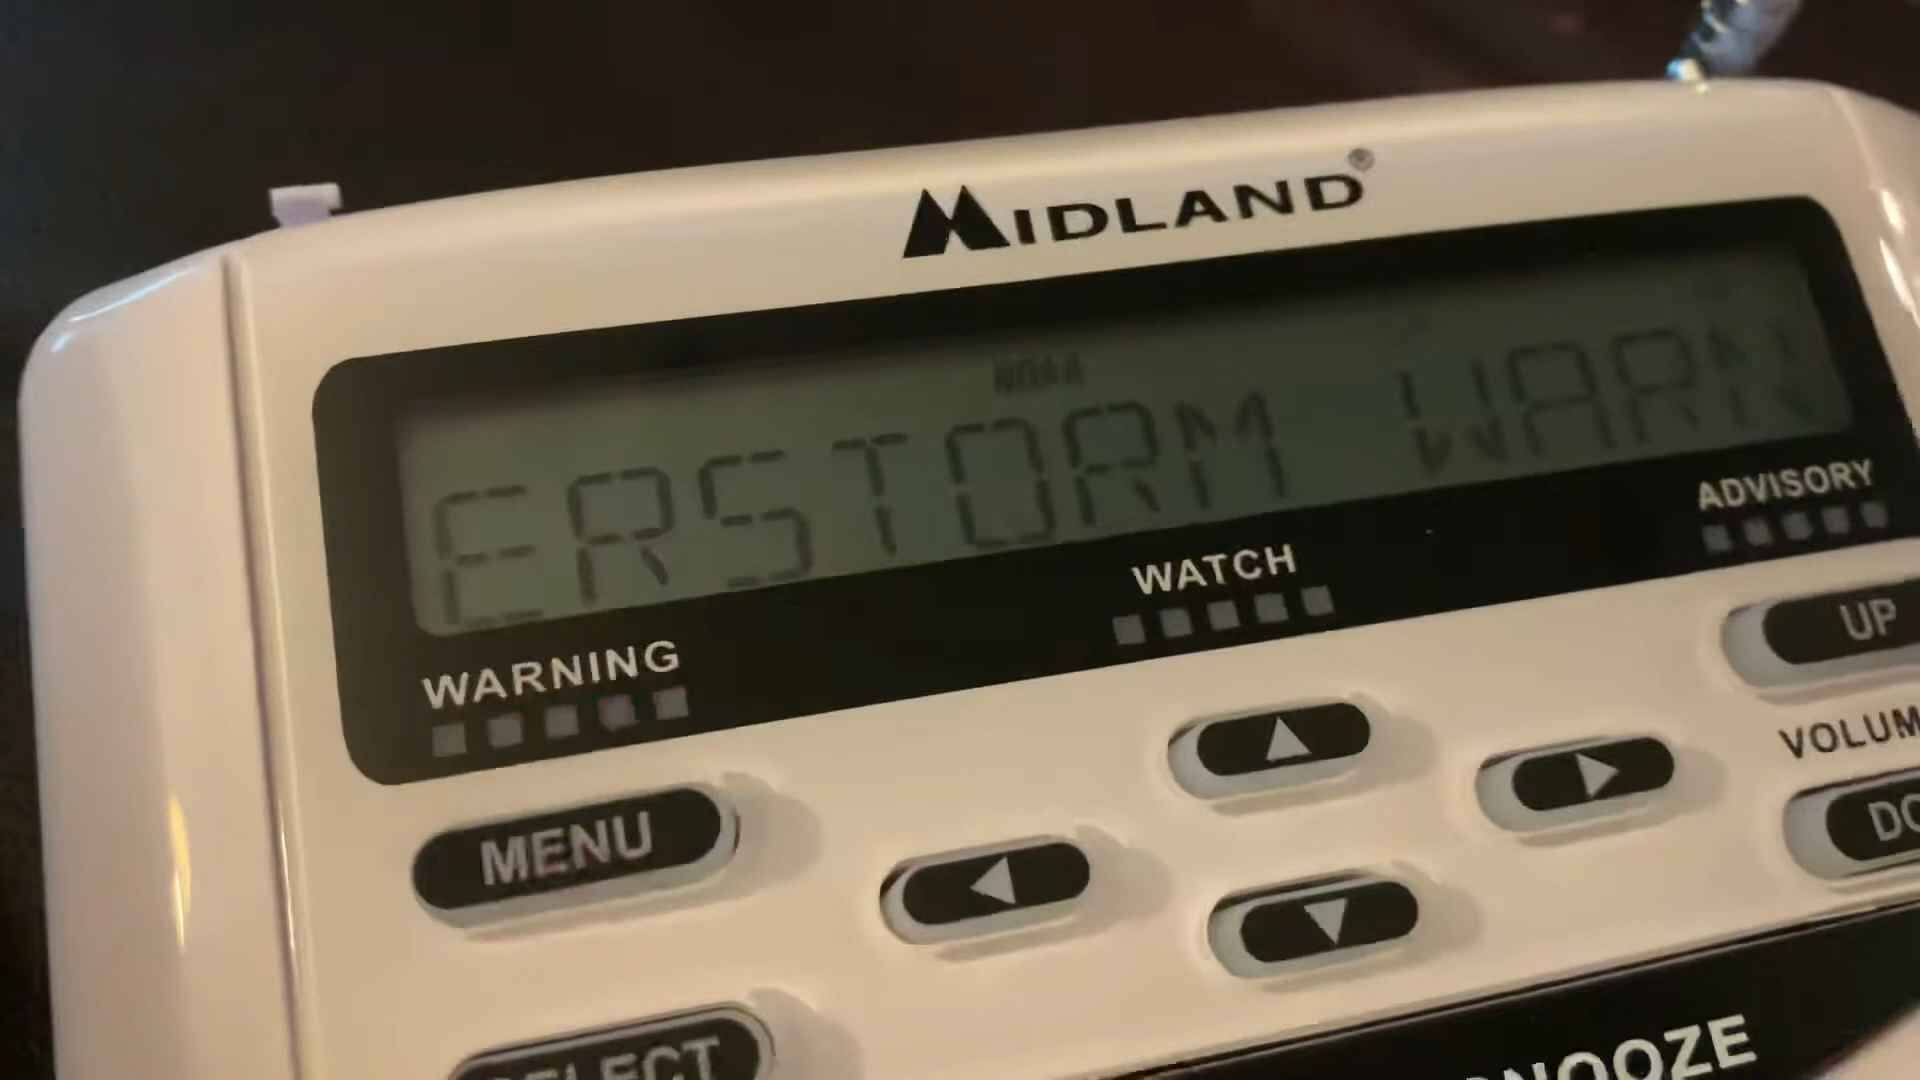 MIDLAND®
NOAA
ERSTORM WARN
WARNING
WATCH
ADVISORY
UP
VOLUM
DO
MENU
SELECT
SNOOZE